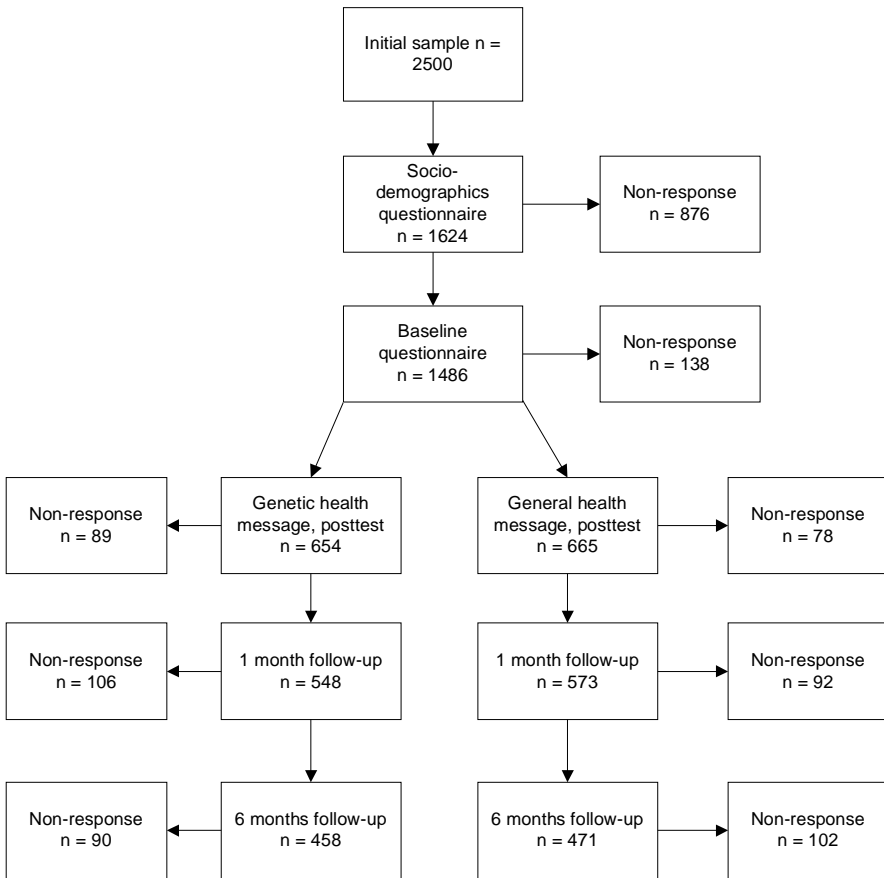 Initial sample n =
2500
Socio-
demographics
questionnaire
n = 1624
Non-response
n = 876
Baseline
questionnaire
n = 1486
Non-response
n = 138
Non-response
n = 89
Genetic health
message, posttest
n = 654
General health
message, posttest
n = 665
Non-response
n = 78
Non-response
n = 106
1 month follow-up
n = 548
1 month follow-up
n = 573
Non-response
n = 92
Non-response
n = 90
6 months follow-up
n = 458
6 months follow-up
n = 471
Non-response
n = 102